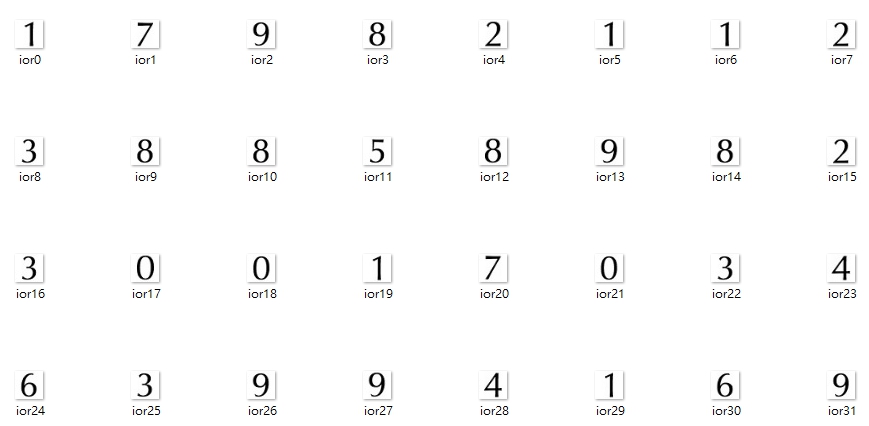 1 7 9 8 2 1 1 2
ior0 ior1 ior2 ior3 ior4 ior5 ior6 ior7
3 8 8 5 8 9 8 2
ior8 ior9 ior10 ior11 ior12 ior13 ior14 ior15
3 0 0 1 7 0 3 4
ior16 ior17 ior18 ior19 ior20 ior21 ior22 ior23
6 3 9 9 4 1 6 9
ior24 ior25 ior26 ior27 ior28 ior29 ior30 ior31